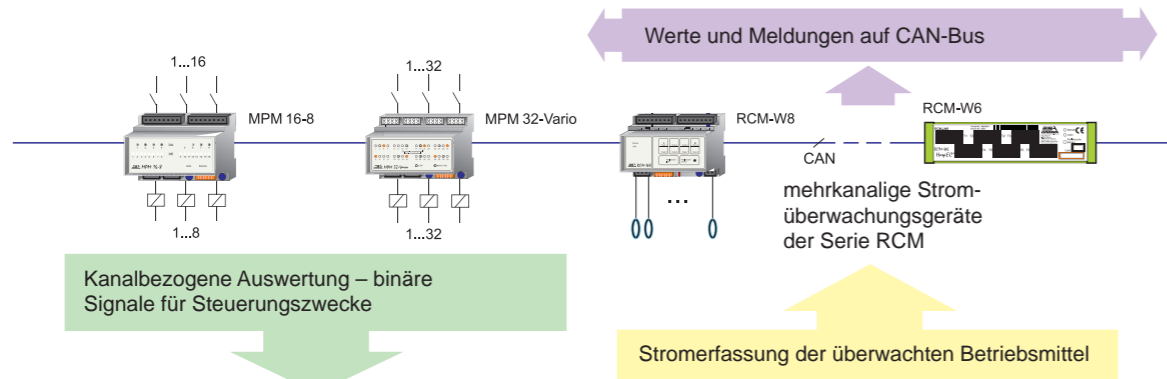 Werte und Meldungen auf CAN-Bus
1...16
1...32
MPM 16-8
MPM 32-Vario
RCM-W8
RCM-W6
CAN
1...8
1...32
...
mehrkanalige Strom-
überwachungsgeräte
der Serie RCM
Kanalbezogene Auswertung – binäre
Signale für Steuerungszwecke
Stromerfassung der überwachten Betriebsmittel